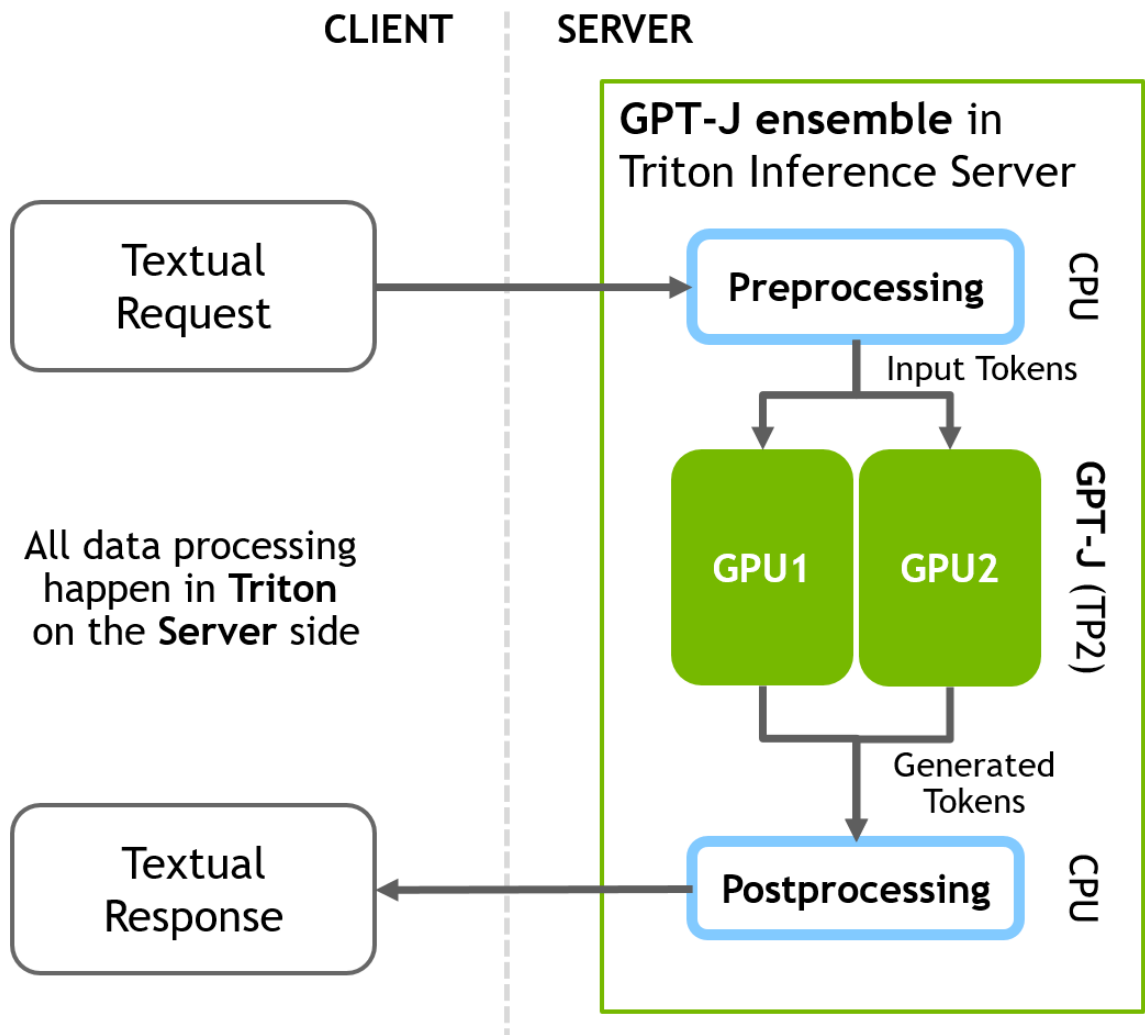 CLIENT
SERVER
GPT-J ensemble in
Triton Inference Server
Textual
Request
Preprocessing
CPU
Input Tokens
GPU1
GPU2
GPT-J (TP2)
All data processing
happen in Triton
on the Server side
Generated
Tokens
Textual
Response
Postprocessing
CPU